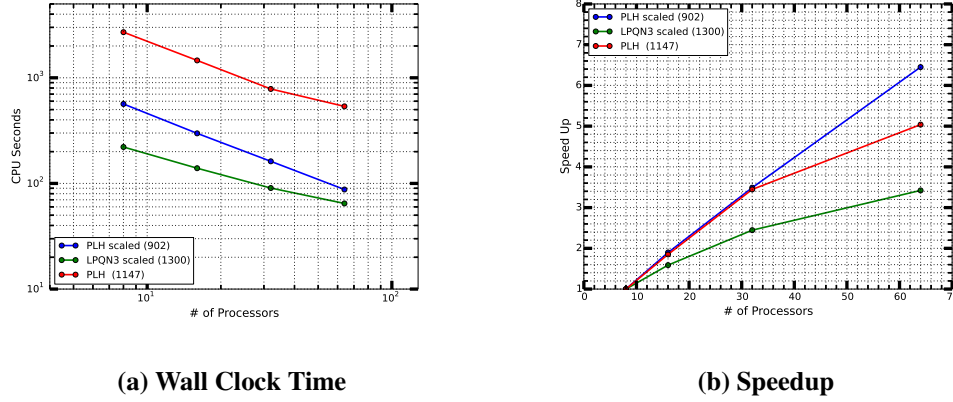 10^3
10^2
10^1
CPU Seconds
PLH scaled (902)
LPQN3 scaled (1300)
PLH (1147)
10^1
10^2
# of Processors
(a) Wall Clock Time
8
7
6
5
4
3
2
1
Speed Up
PLH scaled (902)
LPQN3 scaled (1300)
PLH (1147)
0 10 20 30 40 50 60 70
# of Processors
(b) Speedup